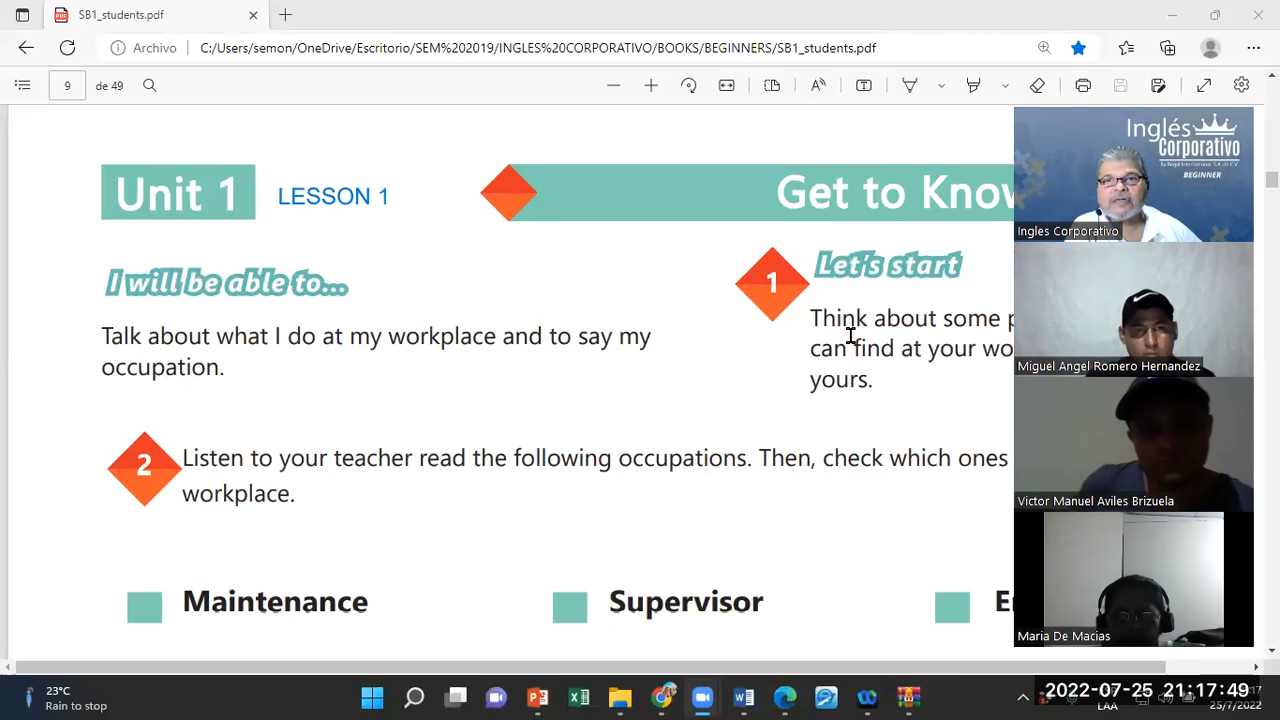 SB1_students.pdf
Archivo
C:/Users/semon/OneDrive/Escritorio/SEM%202019/INGLES%20CORPORATIVO/BOOKS/BEGINNERS/SB1_students.pdf
9 de 49
Unit 1
LESSON 1
Get to Know
I will be able to...
Talk about what I do at my workplace and to say my
occupation.
1
Let's start
Think about some p
can find at your wo
yours.
2
Listen to your teacher read the following occupations. Then, check which ones
workplace.
Maintenance
Supervisor
Inglés
Corporativo
By Regal International, S.A. de C.V.
BEGINNER
Ingles Corporativo
Miguel Angel Romero Hernandez
Victor Manuel Aviles Brizuela
Maria De Macias
23°C
Rain to stop
2022-07-25 21:17:49
LAA
25/7/2022